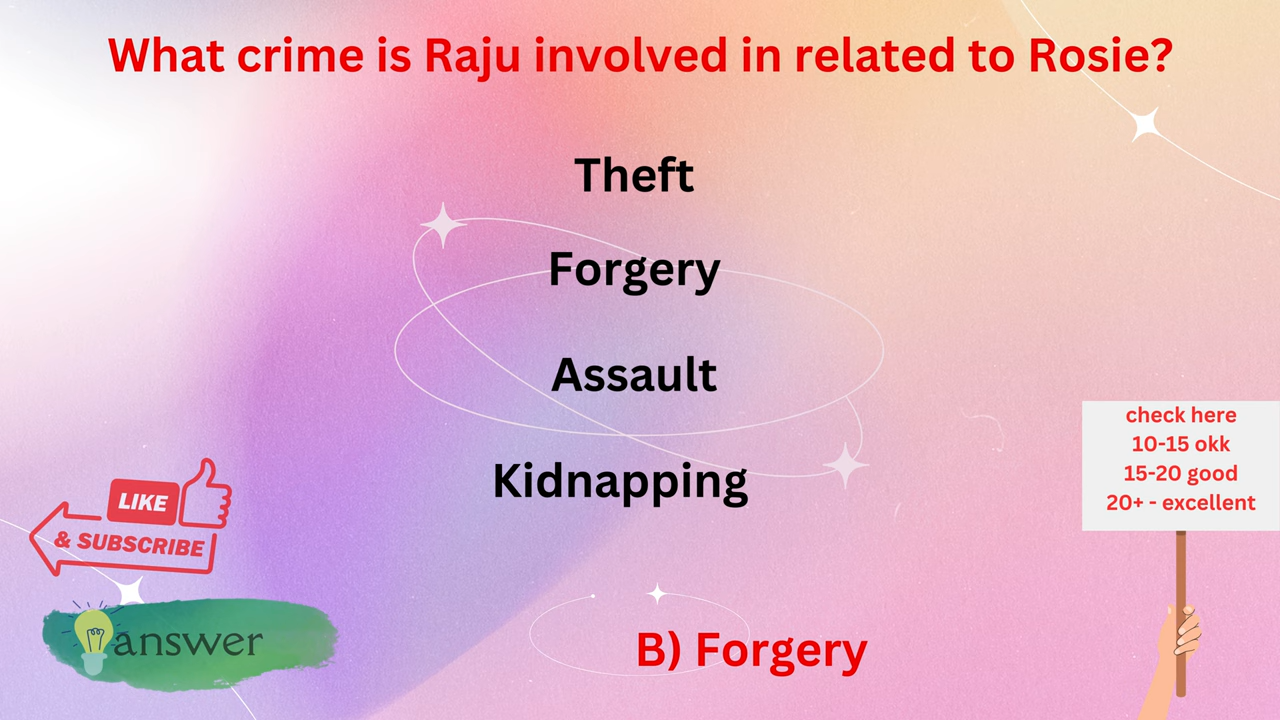 What crime is Raju involved in related to Rosie?
Theft
Forgery
Assault
Kidnapping
check here
10-15 okk
15-20 good
20+ - excellent
LIKE
& SUBSCRIBE
answer
B) Forgery